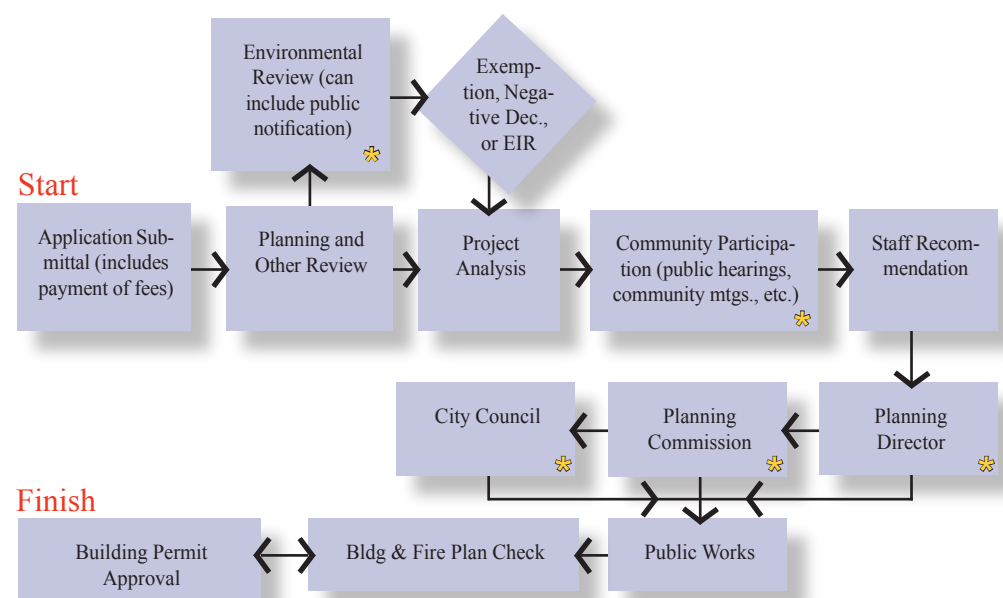 Environmental
Review (can
include public
notification)
*
Exemp-
tion, Nega-
tive Dec.,
or EIR
Start
Application Sub-
mittal (includes
payment of fees)
Planning and
Other Review
Project
Analysis
Community Participa-
tion (public hearings,
community mtgs., etc.)
*
Staff Recom-
mendation
City Council
*
Planning
Commission
*
Planning
Director
*
Finish
Building Permit
Approval
Bldg & Fire Plan Check
Public Works